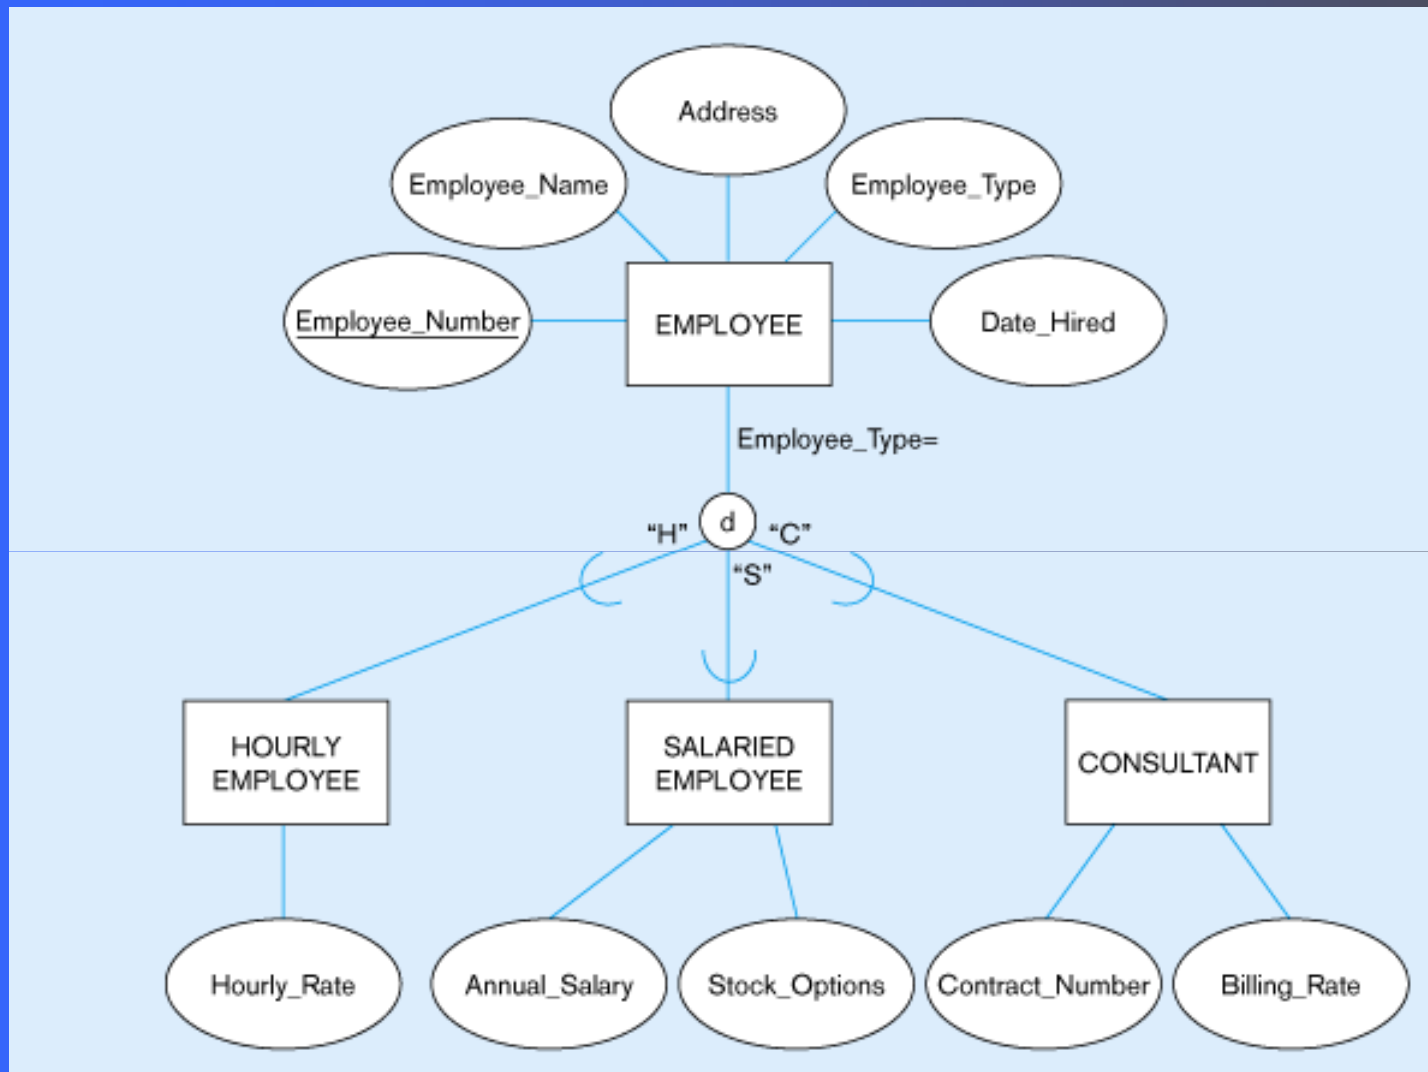 Address
Employee_Name
Employee_Type
Employee_Number
EMPLOYEE
Date_Hired
Employee_Type=
d
“H”
“C”
“S”
HOURLY
EMPLOYEE
SALARIED
EMPLOYEE
CONSULTANT
Hourly_Rate
Annual_Salary
Stock_Options
Contract_Number
Billing_Rate